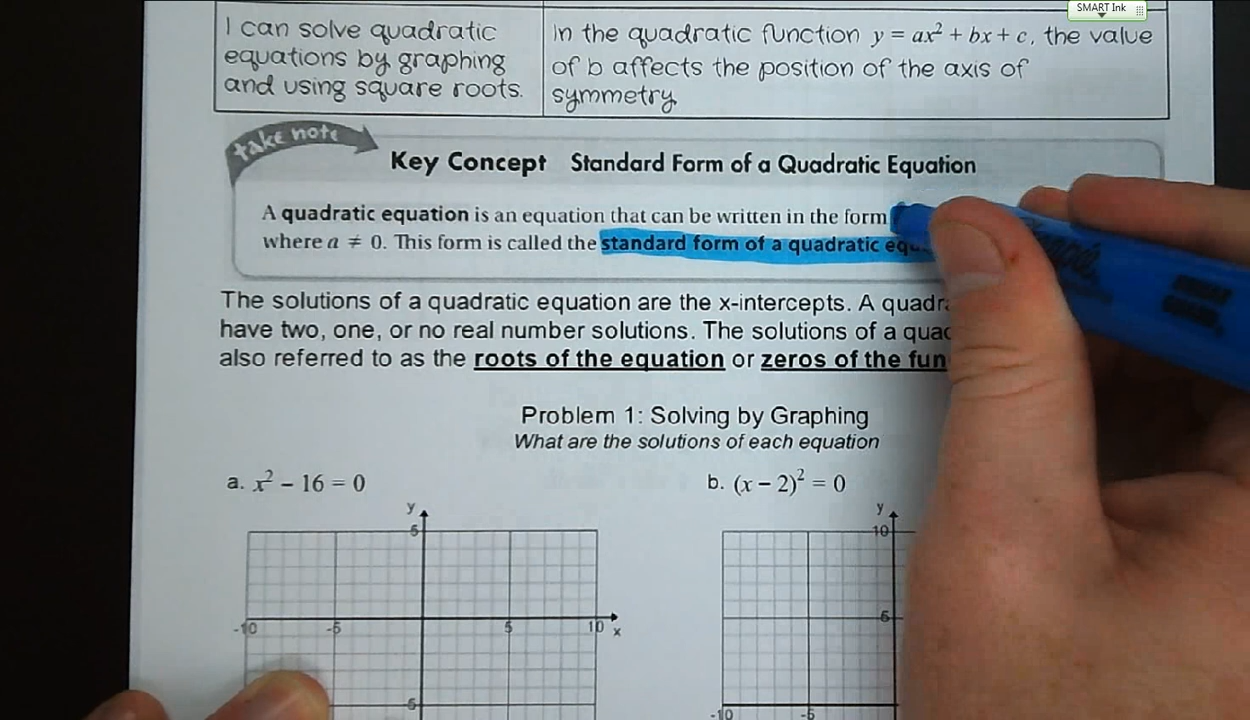 SMART Ink
I can solve quadratic
equations by graphing
and using square roots.
In the quadratic function y = ax² + bx + c, the value
of b affects the position of the axis of
symmetry.
take note
Key Concept Standard Form of a Quadratic Equation
A quadratic equation is an equation that can be written in the form
where a ≠ 0. This form is called the standard form of a quadratic
The solutions of a quadratic equation are the x-intercepts. A
have two, one, or no real number solutions. The solutions of a
also referred to as the roots of the equation or zeros of the
Problem 1: Solving by Graphing
What are the solutions of each equation
a. x² – 16 = 0
b. (x – 2)² = 0
y
5
-10 -5 5 10 x
-5
y
10
5
-10 -5